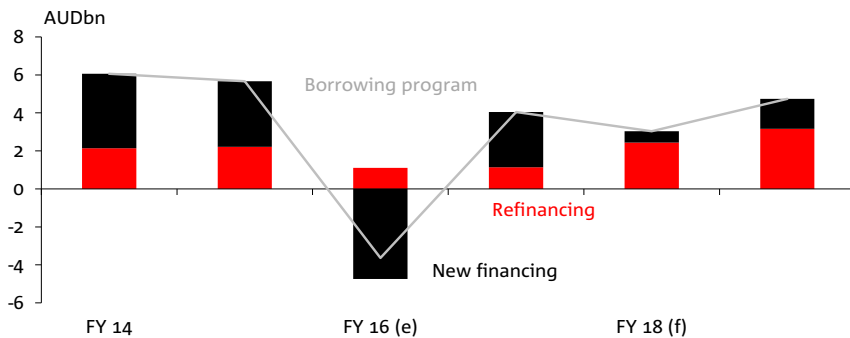 AUDbn
8
6
4
2
0
-2
-4
-6
Borrowing program
Refinancing
New financing
FY 14
FY 16 (e)
FY 18 (f)